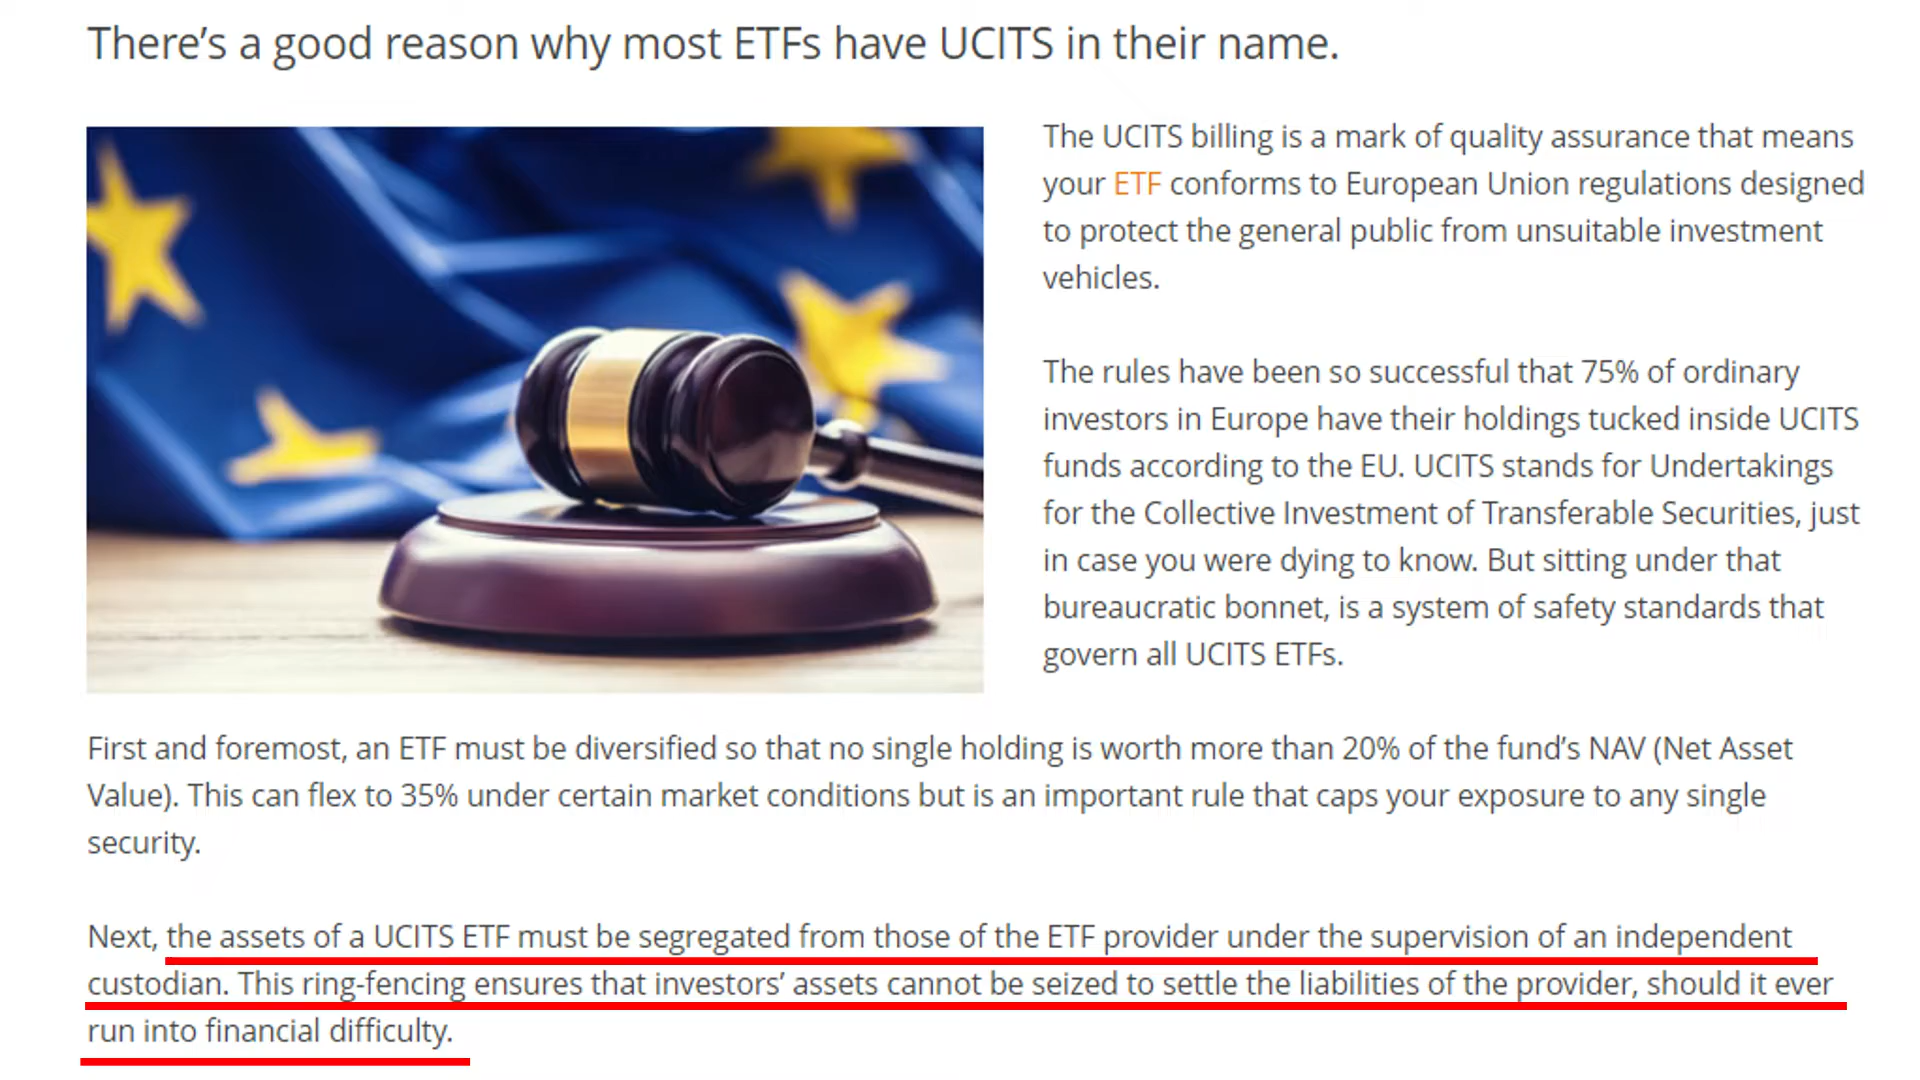 There’s a good reason why most ETFs have UCITS in their name.
The UCITS billing is a mark of quality assurance that means
your ETF conforms to European Union regulations designed
to protect the general public from unsuitable investment
vehicles.
The rules have been so successful that 75% of ordinary
investors in Europe have their holdings tucked inside UCITS
funds according to the EU. UCITS stands for Undertakings
for the Collective Investment of Transferable Securities, just
in case you were dying to know. But sitting under that
bureaucratic bonnet, is a system of safety standards that
govern all UCITS ETFs.
First and foremost, an ETF must be diversified so that no single holding is worth more than 20% of the fund’s NAV (Net Asset
Value). This can flex to 35% under certain market conditions but is an important rule that caps your exposure to any single
security.
Next, the assets of a UCITS ETF must be segregated from those of the ETF provider under the supervision of an independent
custodian. This ring-fencing ensures that investors’ assets cannot be seized to settle the liabilities of the provider, should it ever
run into financial difficulty.